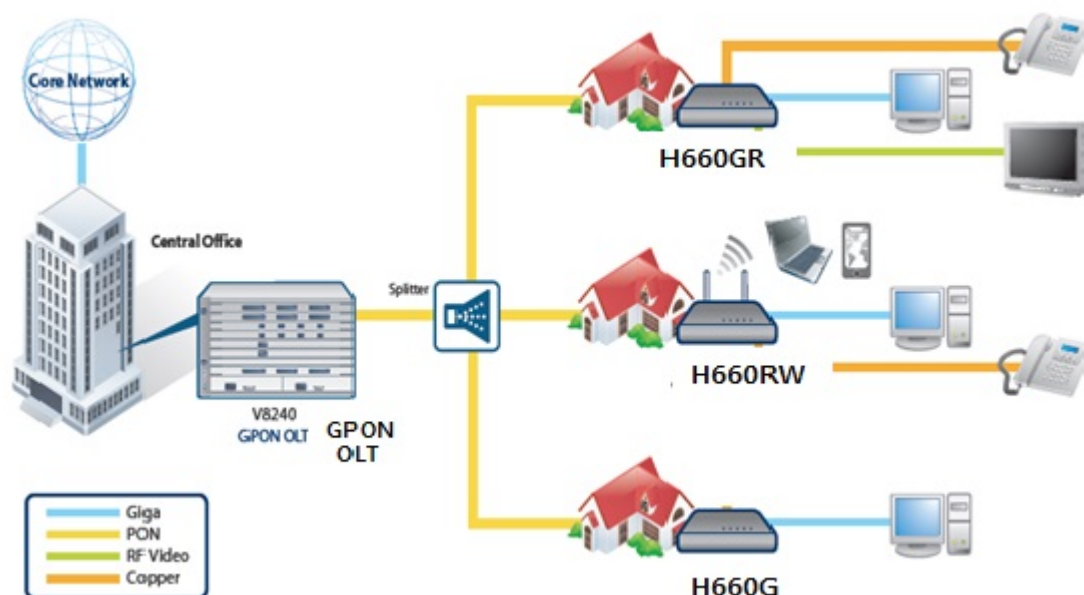 Core Network
Central Office
V8240
GPON OLT
GPON
OLT
Splitter
H660GR
H660RW
H660G
Giga
PON
RF Video
Copper